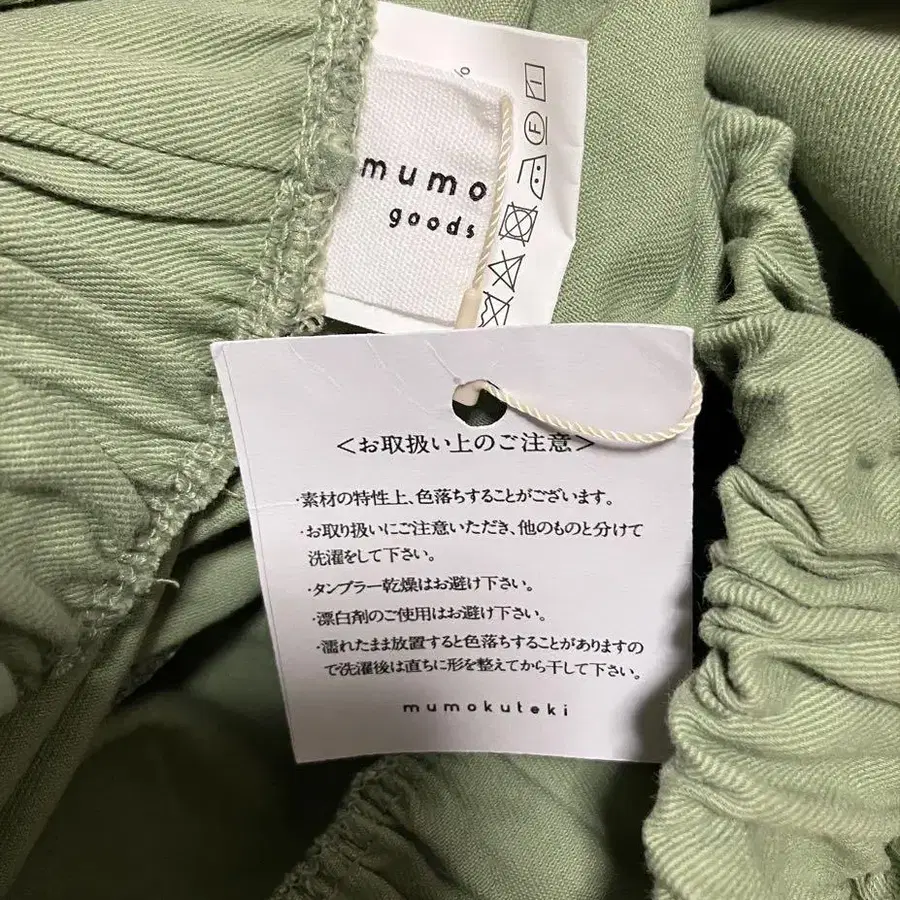 mumo
goods
%
<お取扱い上のご注意>
・素材の特性上、色落ちすることがございます。
・お取り扱いにご注意いただき、他のものと分けて
洗濯をして下さい。
・タンブラー乾燥はお避け下さい。
・漂白剤のご使用はお避け下さい。
・濡れたまま放置すると色落ちすることがありますの
で洗濯後は直ちに形を整えてから干して下さい。
mumokuteki